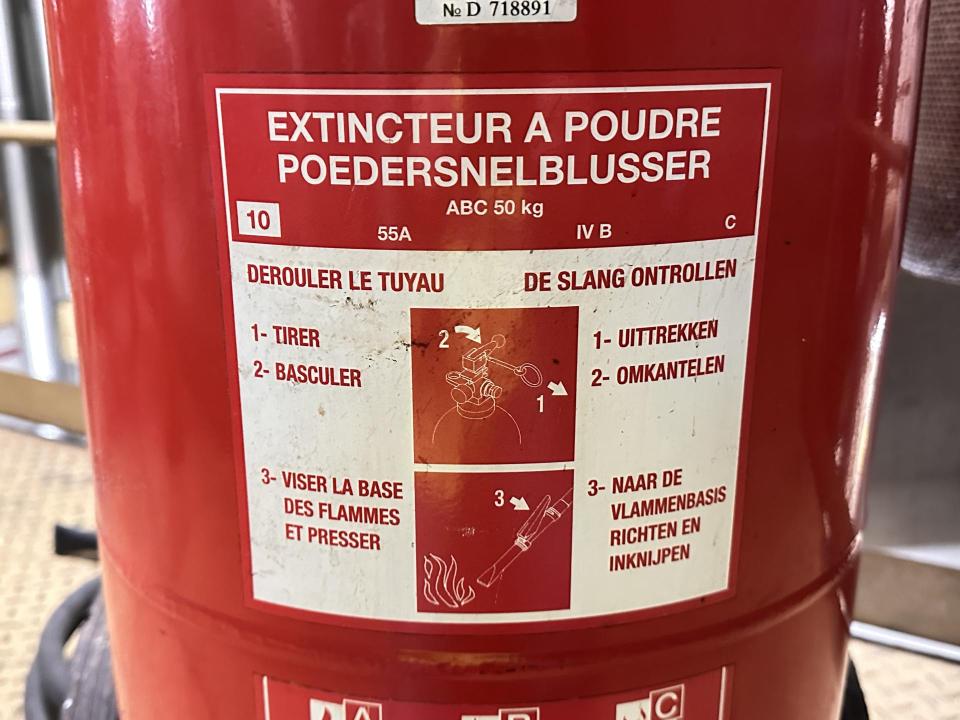 № D 718891
EXTINCTEUR A POUDRE
POEDERSNELBLUSSER
ABC 50 kg
10
55A IV B C
DEROULER LE TUYAU
DE SLANG ONTROLLEN
1- TIRER
2- BASCULER
2
1
1- UITTREKKEN
2- OMKANTELEN
3- VISER LA BASE
DES FLAMMES
ET PRESSER
3
3- NAAR DE
VLAMMENBASIS
RICHTEN EN
INKNIJPEN
A B C